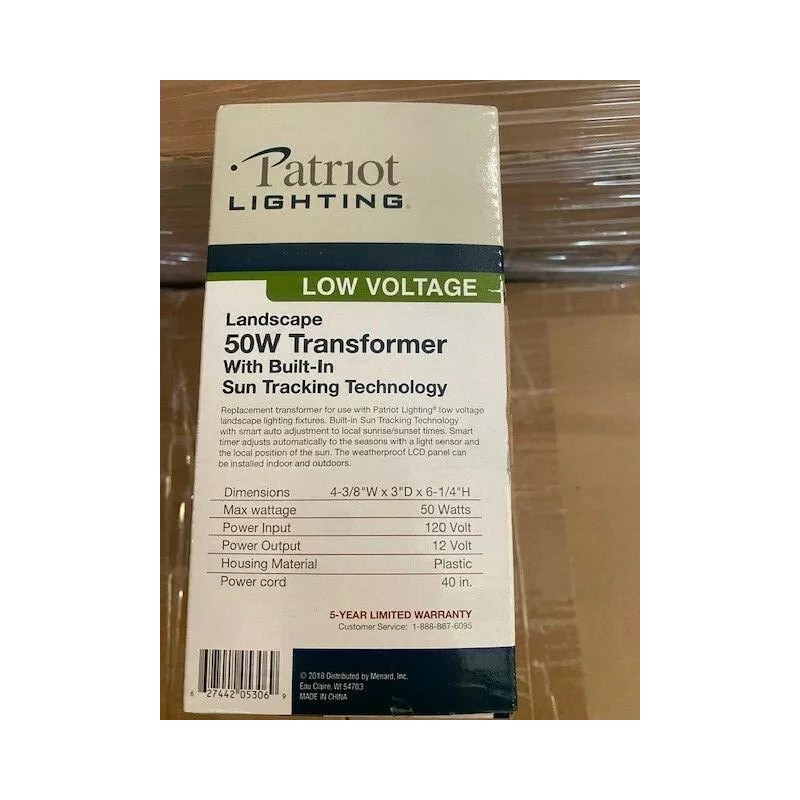 Patriot
LIGHTING®
LOW VOLTAGE
Landscape
50W Transformer
With Built-In
Sun Tracking Technology
Replacement transformer for use with Patriot Lighting® low voltage
landscape lighting fixtures. Built-in Sun Tracking Technology
with smart auto adjustment to local sunrise/sunset times. Smart
timer adjusts automatically to the seasons with a light sensor and
the local position of the sun. The weatherproof LCD panel can
be installed indoor and outdoors.
Dimensions 4-3/8"W x 3"D x 6-1/4"H
Max wattage 50 Watts
Power Input 120 Volt
Power Output 12 Volt
Housing Material Plastic
Power cord 40 in.
5-YEAR LIMITED WARRANTY
Customer Service: 1-888-867-6095
© 2018 Distributed by Menard, Inc.
Eau Claire, WI 54703
MADE IN CHINA
6 27442 05306 9